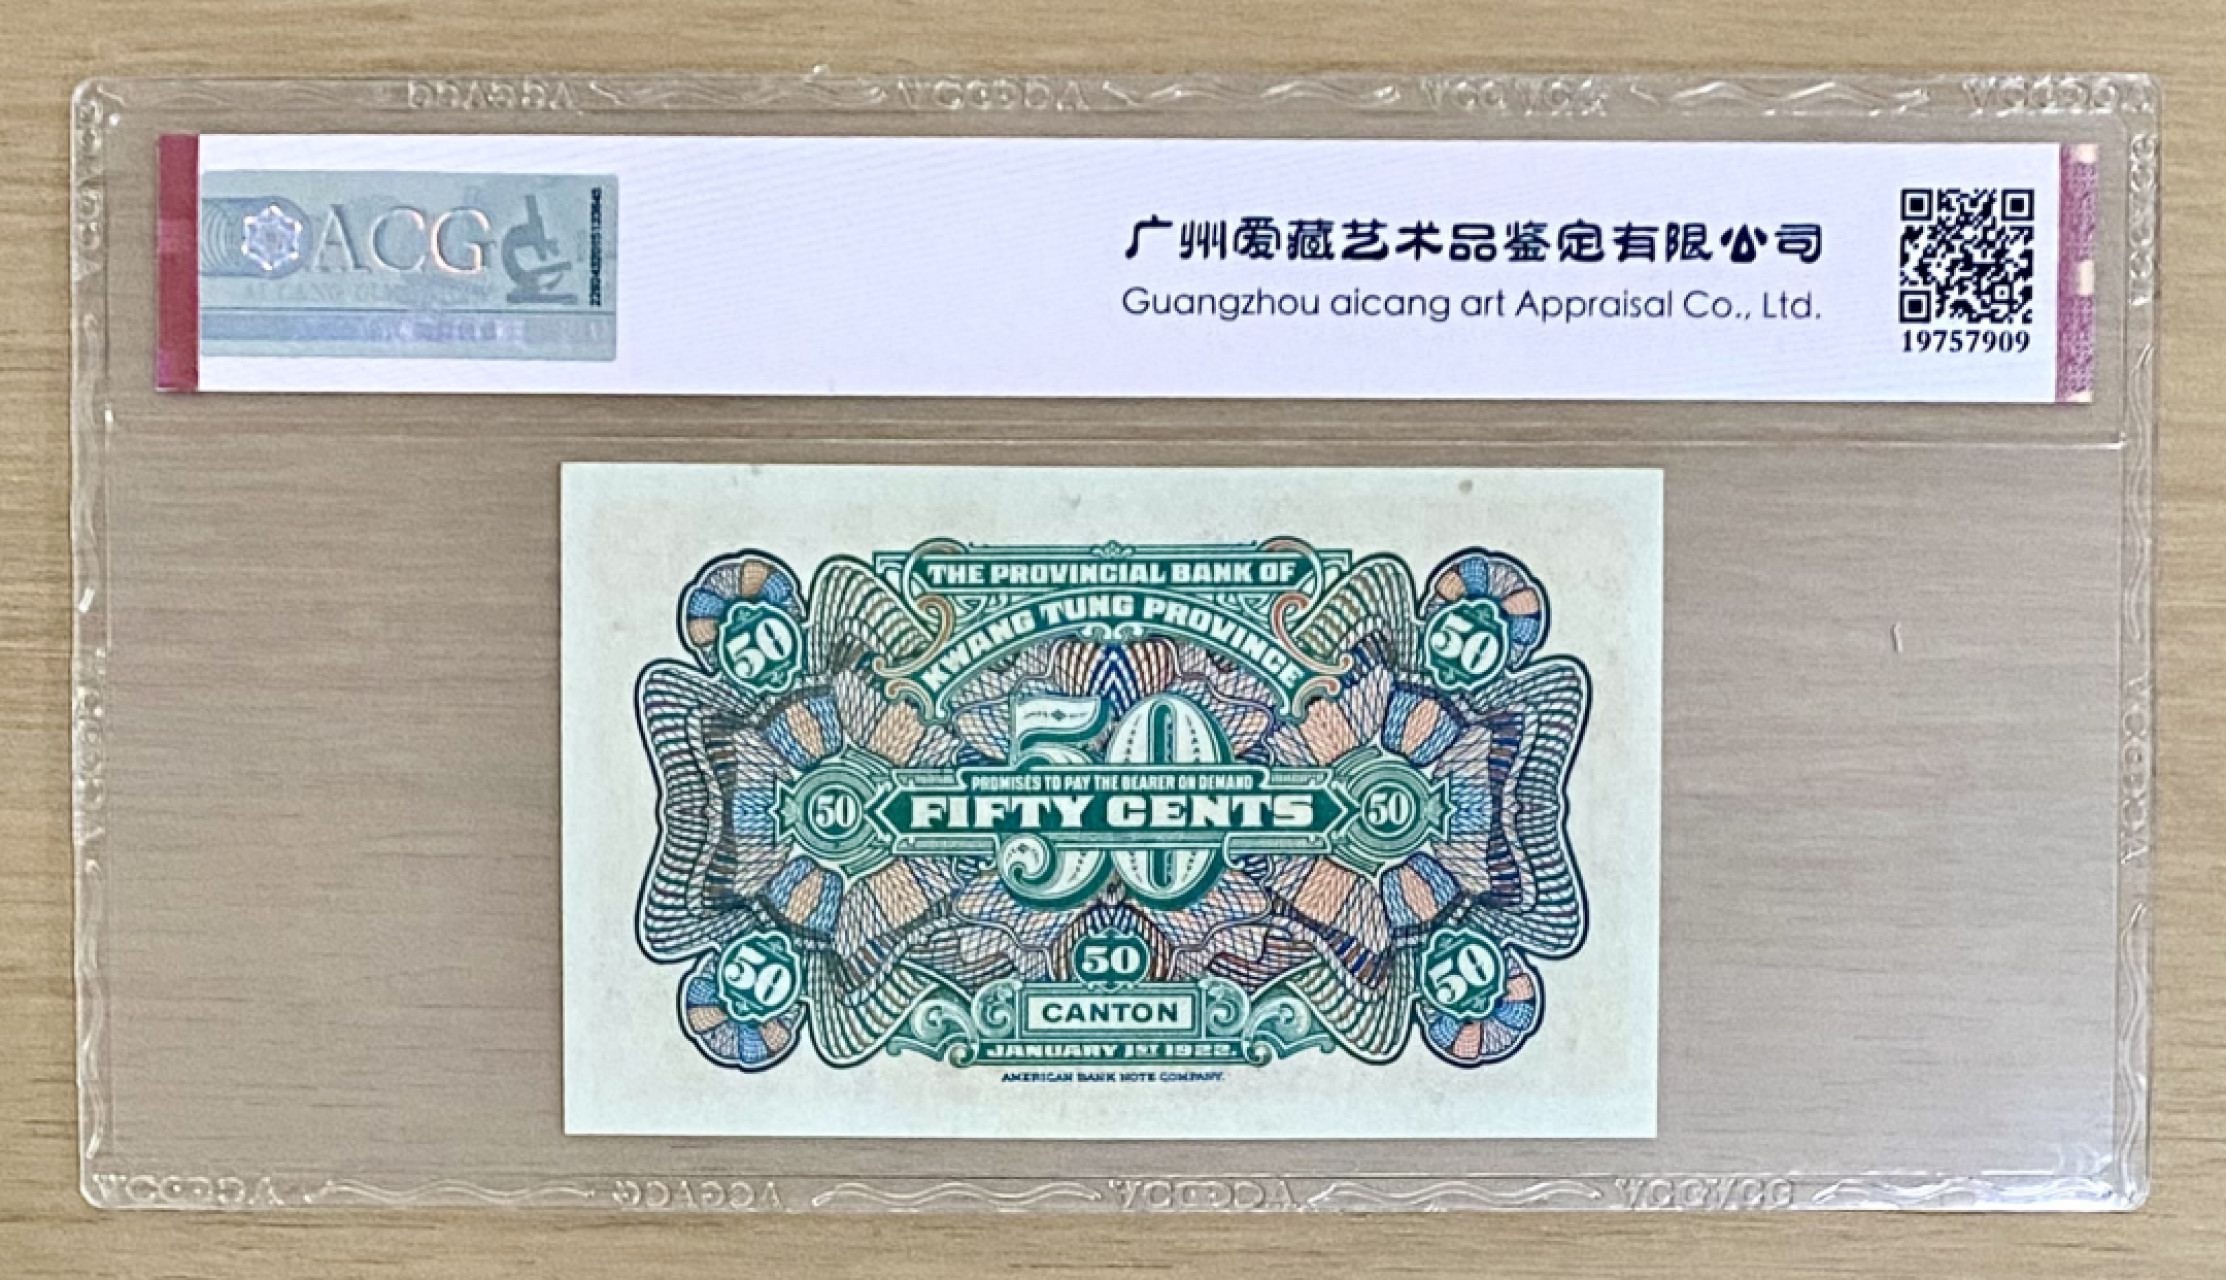 ACG
广州爱藏艺术品鉴定有限公司
Guangzhou aicang art Appraisal Co., Ltd.
19757909
THE PROVINCIAL BANK OF
KWANG TUNG PROVINCE
50
50
50
PROMISES TO PAY THE BEARER ON DEMAND
50
FIFTY CENTS
50
50
50
50
CANTON
JANUARY 1ST 1922.
AMERICAN BANK NOTE COMPANY.